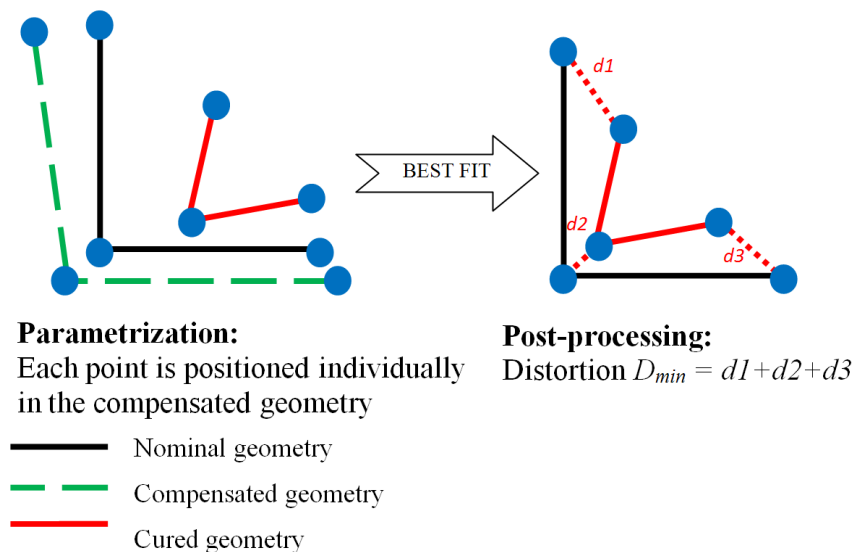 d1
BEST FIT
d2
d3
Parametrization:
Each point is positioned individually
in the compensated geometry
Post-processing:
Distortion Dmin = d1+d2+d3
Nominal geometry
Compensated geometry
Cured geometry